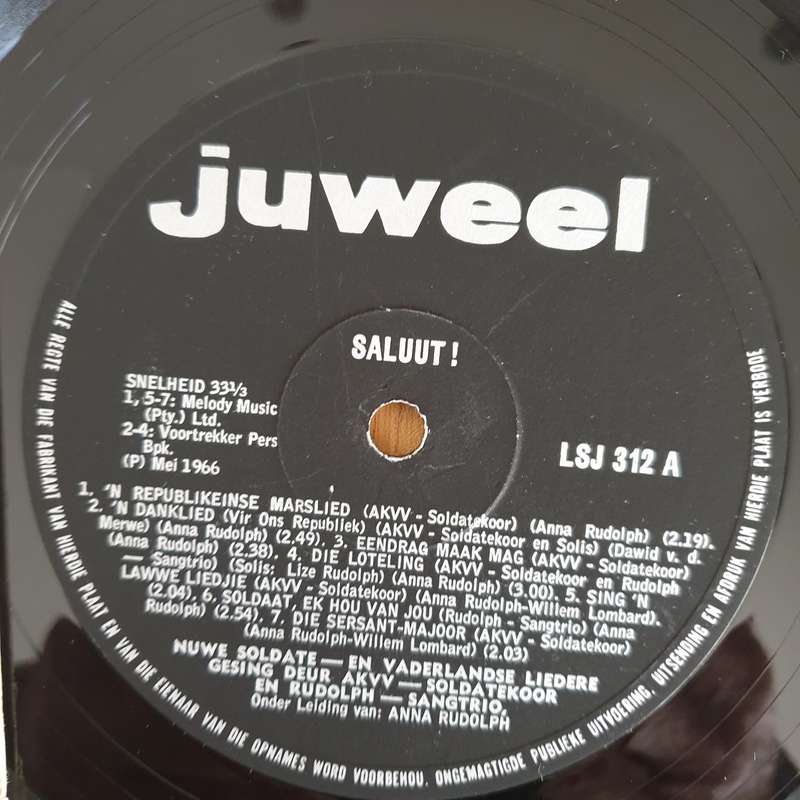 juweel
SALUUT !
SNELHEID 33⅓
1, 5-7: Melody Music
(Pty.) Ltd.
2-4: Voortrekker Pers
Bpk.
(P) Mei 1966
LSJ 312 A
1. 'N REPUBLIKEINSE MARSLIED (AKVV - Soldatekoor) (Anna Rudolph) (2.19).
2. 'N DANKLIED (Vir Ons Republiek) (AKVV - Soldatekoor en Solis) (Dawid v. d.
Merwe) (Anna Rudolph) (2.49). 3. EENDRAG MAAK MAG (AKVV - Soldatekoor)
(Anna Rudolph) (2.38). 4. DIE LOTELING (AKVV - Soldatekoor en Rudolph
— Sangtrio) (Solis: Lize Rudolph) (Anna Rudolph) (3.00). 5. SING 'N
LAWWE LIEDJIE (AKVV - Soldatekoor) (Anna Rudolph-Willem Lombard).
(2.04). 6. SOLDAAT, EK HOU VAN JOU (Rudolph - Sangtrio) (Anna
Rudolph) (2.54). 7. DIE SERSANT-MAJOOR (AKVV - Soldatekoor)
(Anna Rudolph-Willem Lombard) (2.03)
NUWE SOLDATE — EN VADERLANDSE LIEDERE
GESING DEUR AKVV — SOLDATEKOOR
EN RUDOLPH — SANGTRIO.
Onder Leiding van: ANNA RUDOLPH
ALLE REGTE VAN DIE FABRIKANT VAN HIERDIE PLAAT EN VAN DIE EIENAAR VAN DIE OPNAMES WORD VOORBEHOU. ONGEMAGTIGDE PUBLIEKE UITVOERING, UITSENDING EN AFDRUK VAN HIERDIE PLAAT IS VERBODE